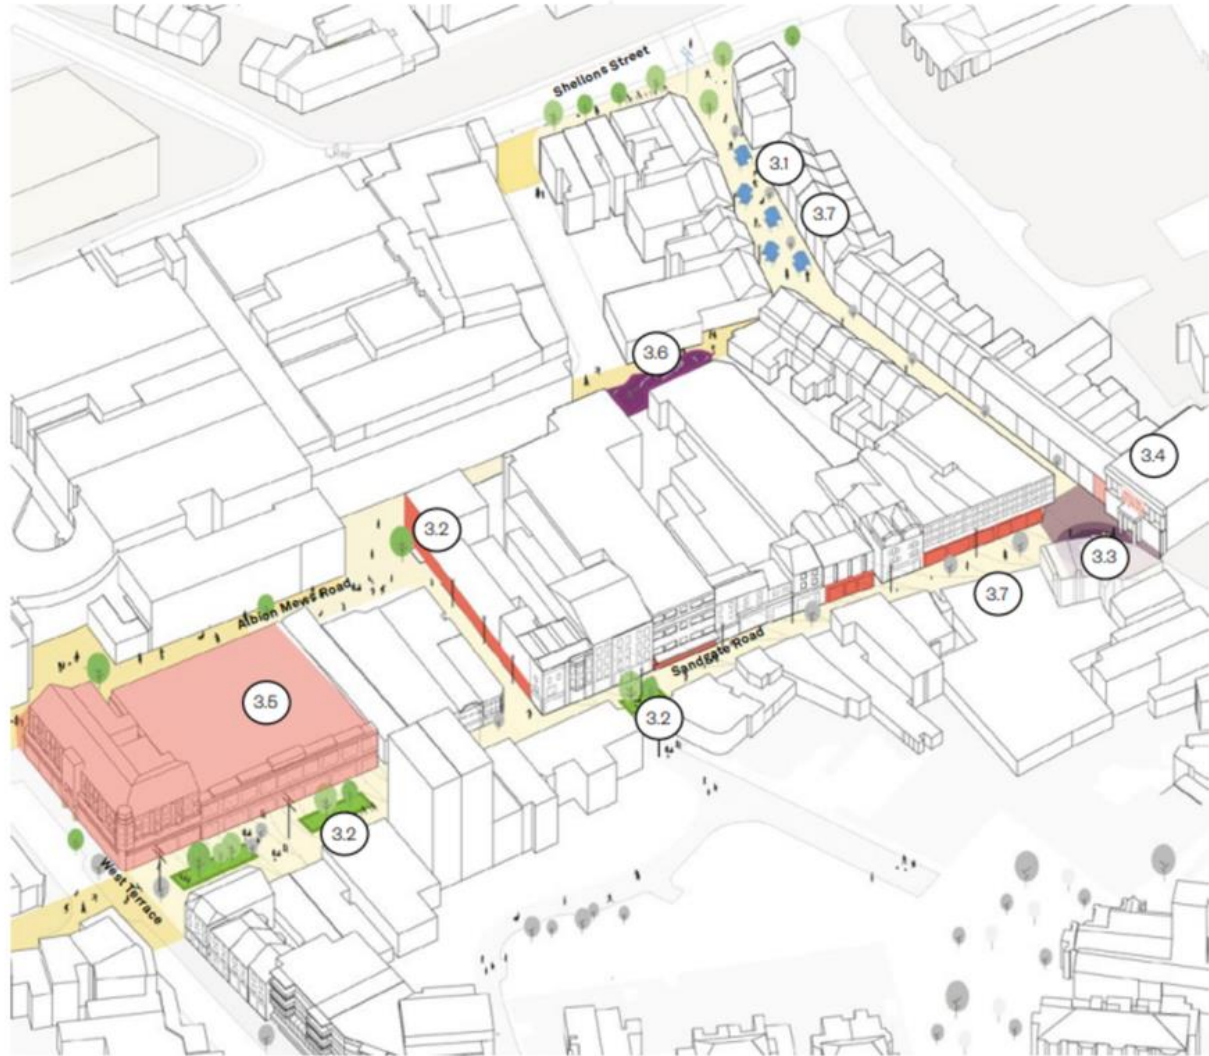 Shellons Street
3.1
3.7
3.6
3.4
3.2
3.3
Albion Mews Road
3.7
Sandgate Road
3.5
3.2
3.2
West Terrace